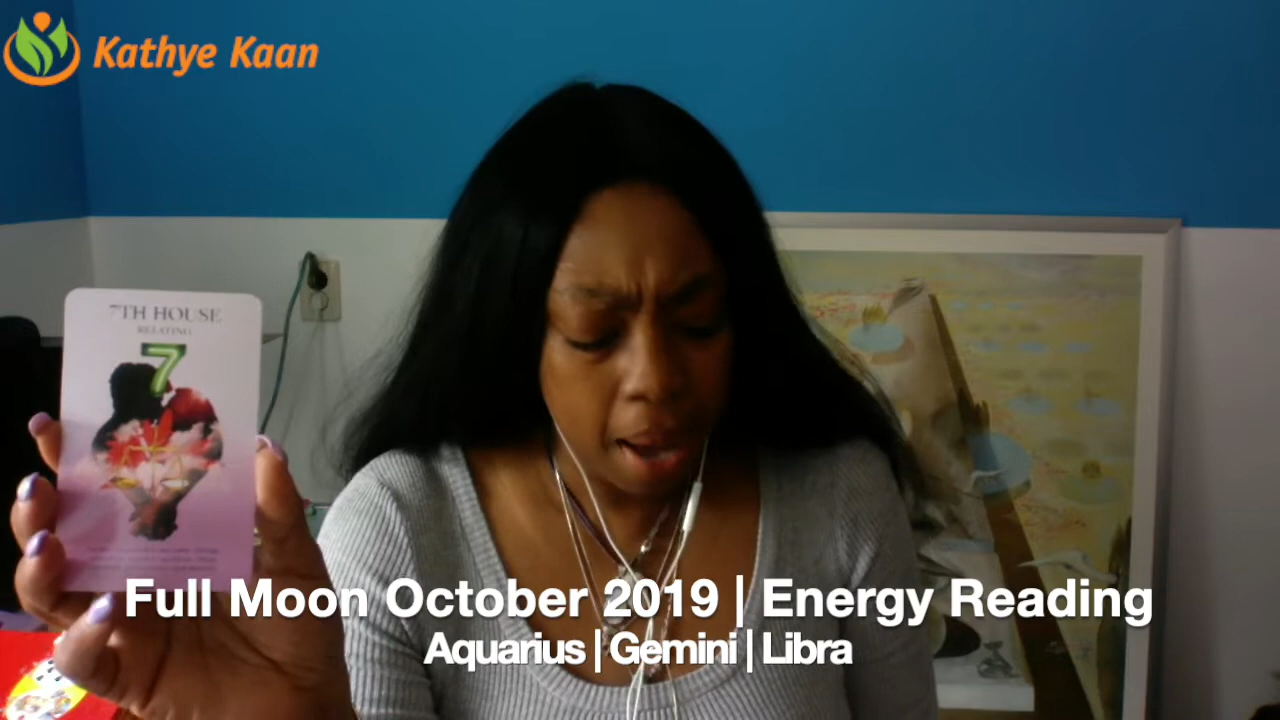 Kathye Kaan
7TH HOUSE
RELATING
7
Full Moon October 2019 | Energy Reading
Aquarius | Gemini | Libra